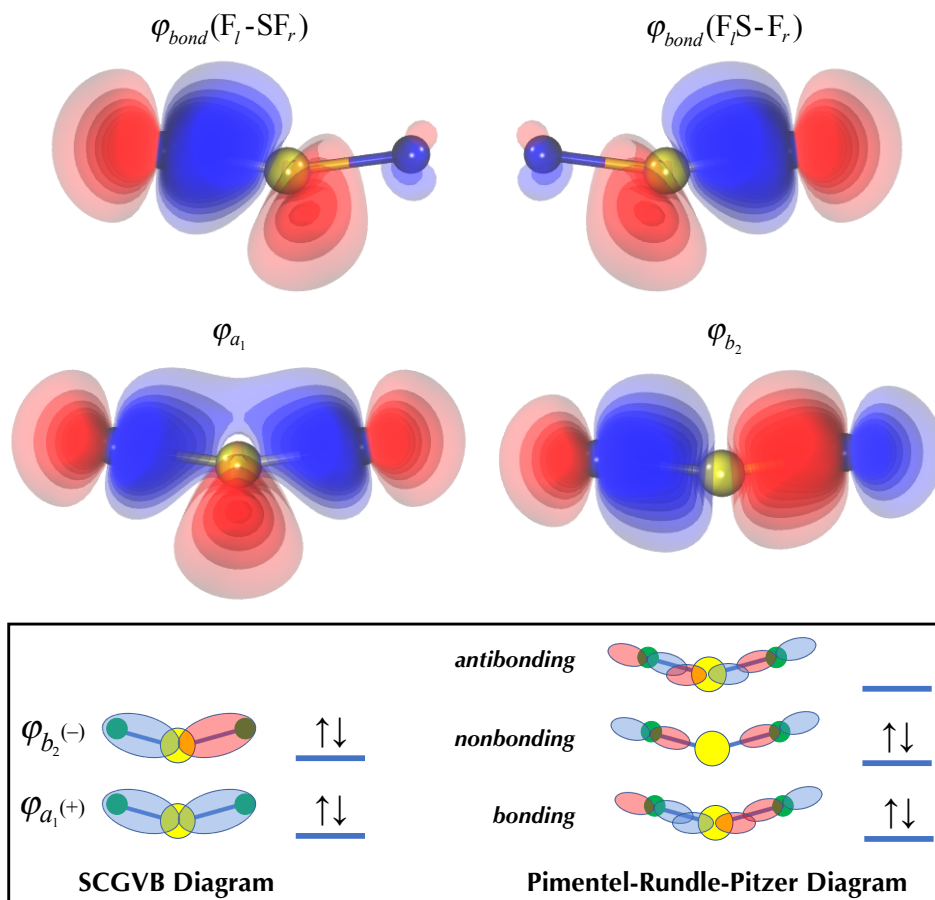 φbond(Fl-SFr)
φbond(FlS-Fr)
φa1
φb2
antibonding
φb2(–)
↑↓
nonbonding
↑↓
φa1(+)
↑↓
bonding
↑↓
SCGVB Diagram
Pimentel-Rundle-Pitzer Diagram